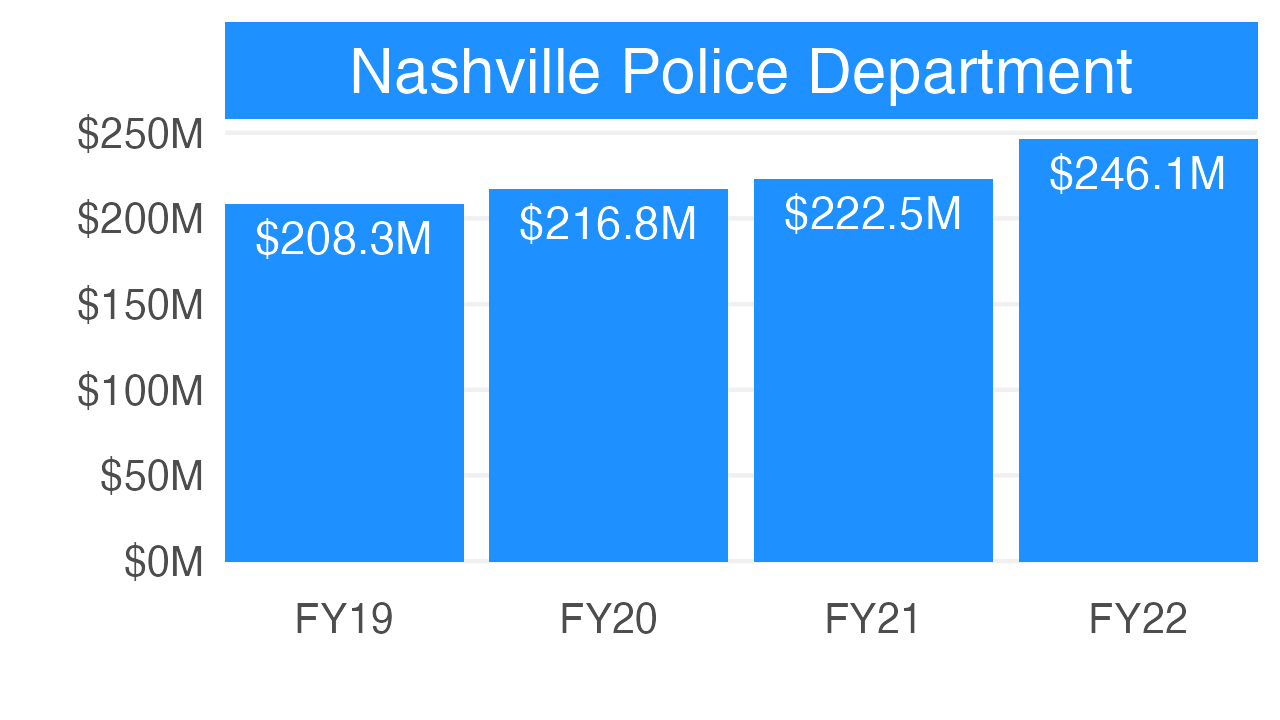 Nashville Police Department
$250M
$200M
$150M
$100M
$50M
$0M
$208.3M
$216.8M
$222.5M
$246.1M
FY19
FY20
FY21
FY22